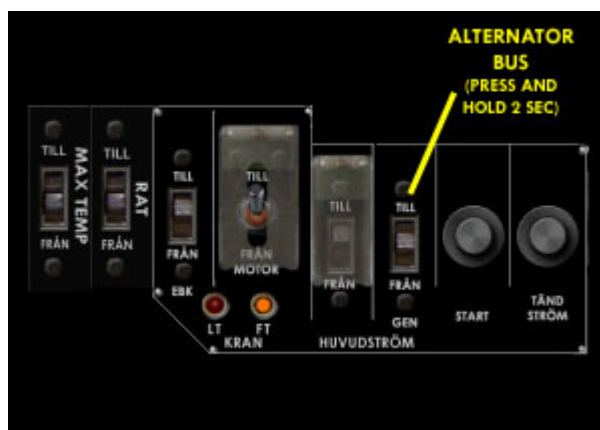 ALTERNATOR
BUS
(PRESS AND
HOLD 2 SEC)
TILL
FRÅN
MAX TEMP
TILL
FRÅN
RAT
TILL
FRÅN
EBK
TILL
FRÅN
MOTOR
LT
FT
KRAN
TILL
FRÅN
TILL
FRÅN
GEN
HUVUDSTRÖM
START
TÄND
STRÖM